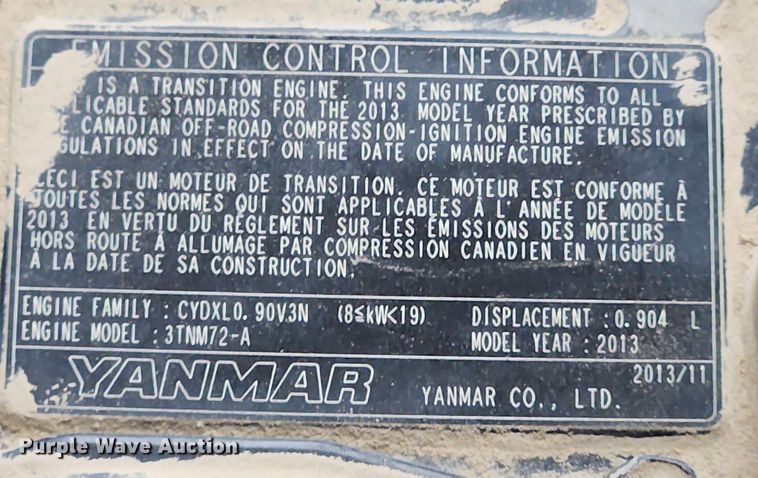 EMISSION CONTROL INFORMATION
IS A TRANSITION ENGINE. THIS ENGINE CONFORMS TO ALL
STANDARDS FOR THE 2013 MODEL YEAR PRESCRIBED BY
CANADIAN OFF-ROAD COMPRESSION-IGNITION ENGINE EMISSION
REGULATIONS IN EFFECT ON THE DATE OF MANUFACTURE.
CECI EST UN MOTEUR DE TRANSITION. CE MOTEUR EST CONFORME À
TOUTES LES NORMES QUI SONT APPLICABLES À L'ANNÉE DE MODÈLE
2013 EN VERTU DU RÈGLEMENT SUR LES ÉMISSIONS DES MOTEURS
HORS ROUTE À ALLUMAGE PAR COMPRESSION CANADIEN EN VIGUEUR
À LA DATE DE SA CONSTRUCTION.
ENGINE FAMILY : CYDXL0.90V3N (8≤kW<19) DISPLACEMENT :0.904 L
ENGINE MODEL : 3TNM72-A MODEL YEAR : 2013
2013/11
YANMAR YANMAR CO., LTD.
Purple Wave Auction